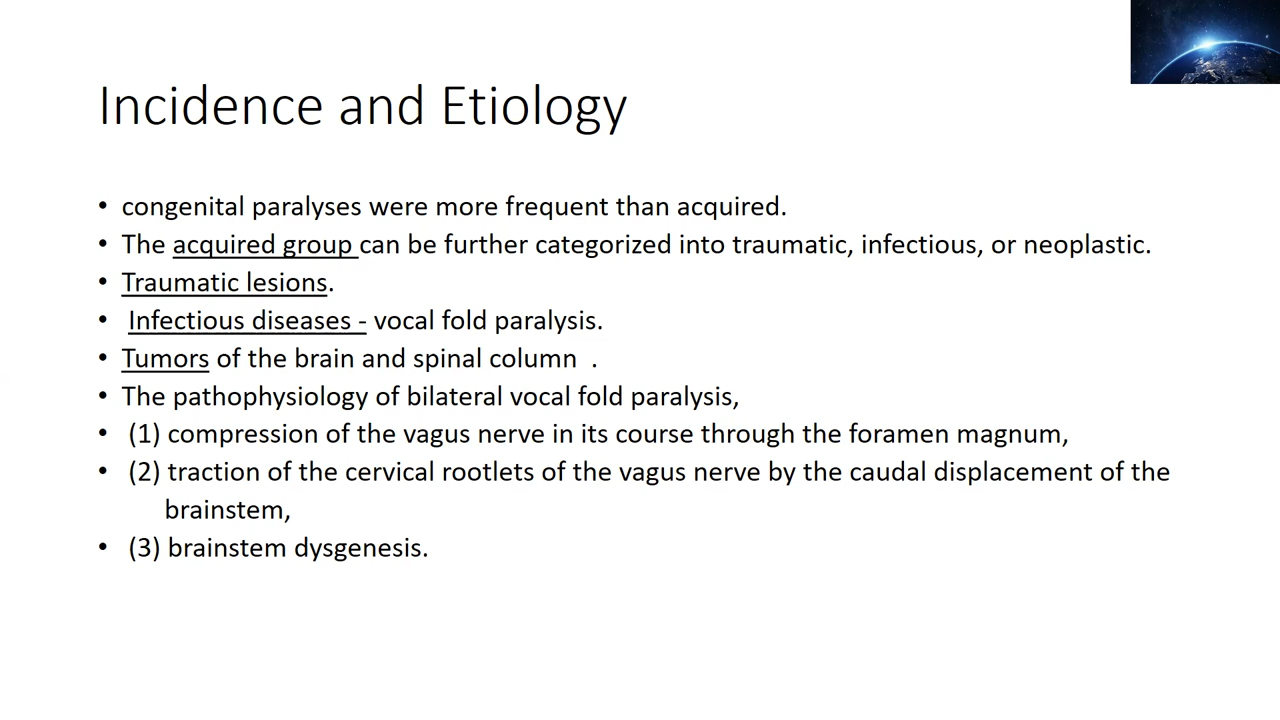 Incidence and Etiology
• congenital paralyses were more frequent than acquired.
• The acquired group can be further categorized into traumatic, infectious, or neoplastic.
• Traumatic lesions.
• Infectious diseases - vocal fold paralysis.
• Tumors of the brain and spinal column .
• The pathophysiology of bilateral vocal fold paralysis,
• (1) compression of the vagus nerve in its course through the foramen magnum,
• (2) traction of the cervical rootlets of the vagus nerve by the caudal displacement of the
brainstem,
• (3) brainstem dysgenesis.